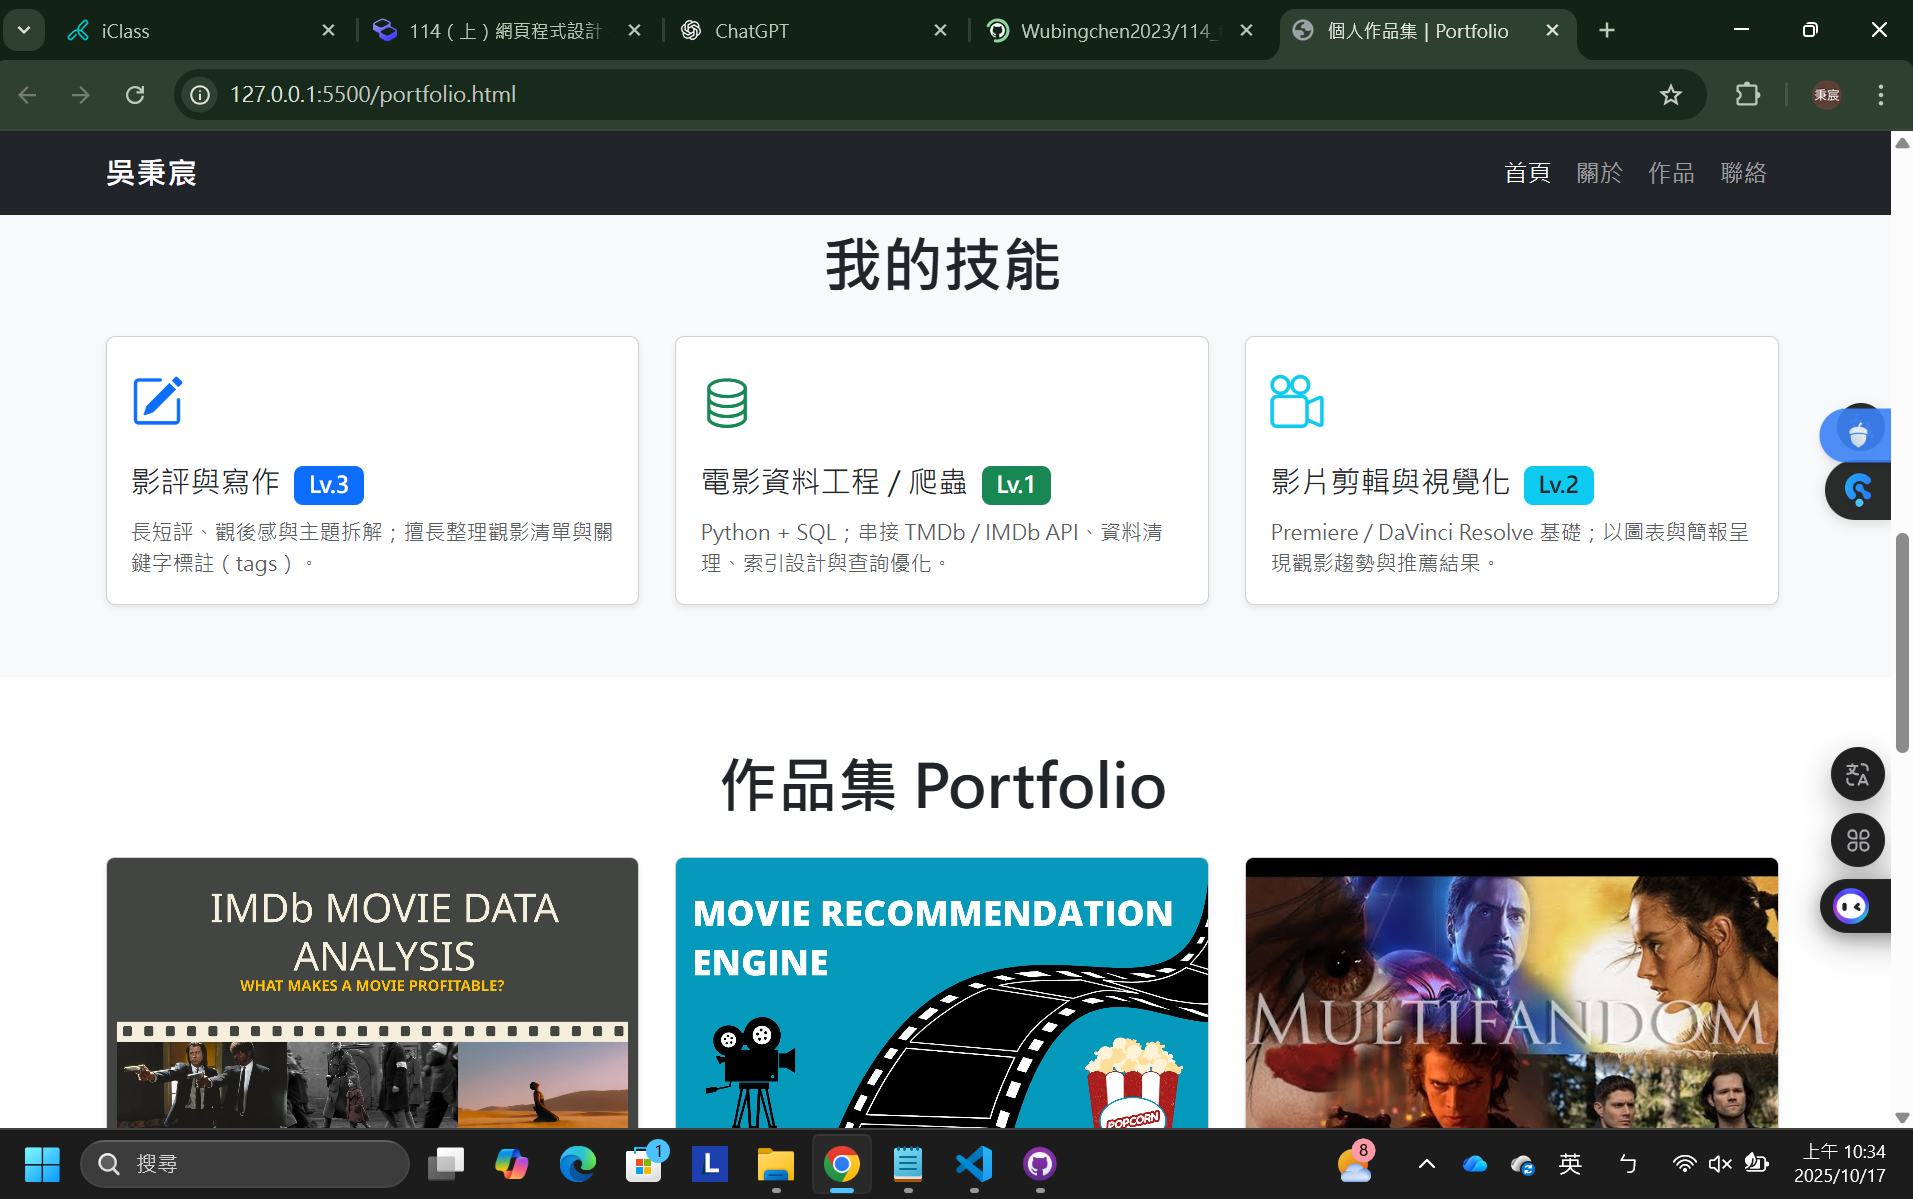 iClass
114（上）網頁程式設計
ChatGPT
Wubingchen2023/114_
個人作品集 | Portfolio
127.0.0.1:5500/portfolio.html
秉宸
吳秉宸
首頁 關於 作品 聯絡
我的技能
影評與寫作 Lv.3
長短評、觀後感與主題拆解；擅長整理觀影清單與關
鍵字標註（tags）。
電影資料工程 / 爬蟲 Lv.1
Python + SQL；串接 TMDb / IMDb API、資料清
理、索引設計與查詢優化。
影片剪輯與視覺化 Lv.2
Premiere / DaVinci Resolve 基礎；以圖表與簡報呈
現觀影趨勢與推薦結果。
作品集 Portfolio
IMDb MOVIE DATA
ANALYSIS
WHAT MAKES A MOVIE PROFITABLE?
MOVIE RECOMMENDATION
ENGINE
POPCORN
MULTIFANDOM
文A
搜尋
1
L
8
英
ㄅ
上午 10:34
2025/10/17